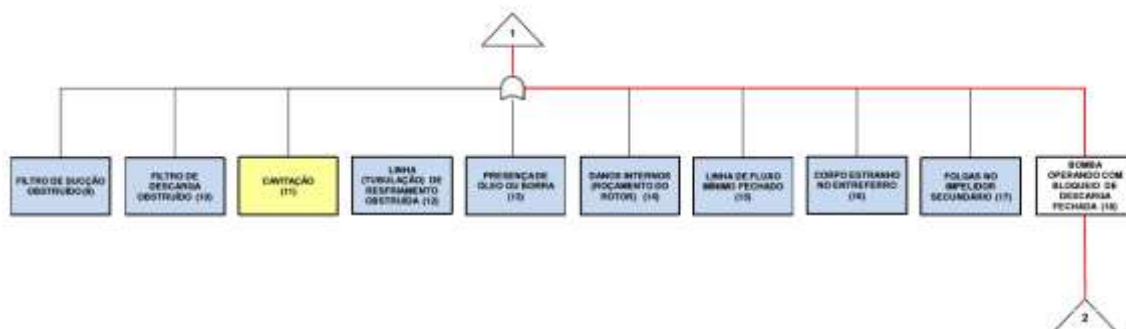 1
FILTRO DE SUCÇÃO
OBSTRUÍDO (9)
FILTRO DE
DESCARGA
OBSTRUÍDO (10)
CAVITAÇÃO
(11)
LINHA
(TUBULAÇÃO) DE
RESFRIAMENTO
OBSTRUÍDA (12)
PRESENÇA DE
ÓLEO OU BORRA
(13)
DANOS INTERNOS
(ROÇAMENTO DO
ROTOR) (14)
LINHA DE FLUXO
MÍNIMO FECHADO
(15)
CORPO ESTRANHO
NO ENTREFERRO
(16)
FOLGAS NO
IMPELIDOR
SECUNDÁRIO (17)
BOMBA
OPERANDO COM
BLOQUEIO DE
DESCARGA
FECHADA (18)
2